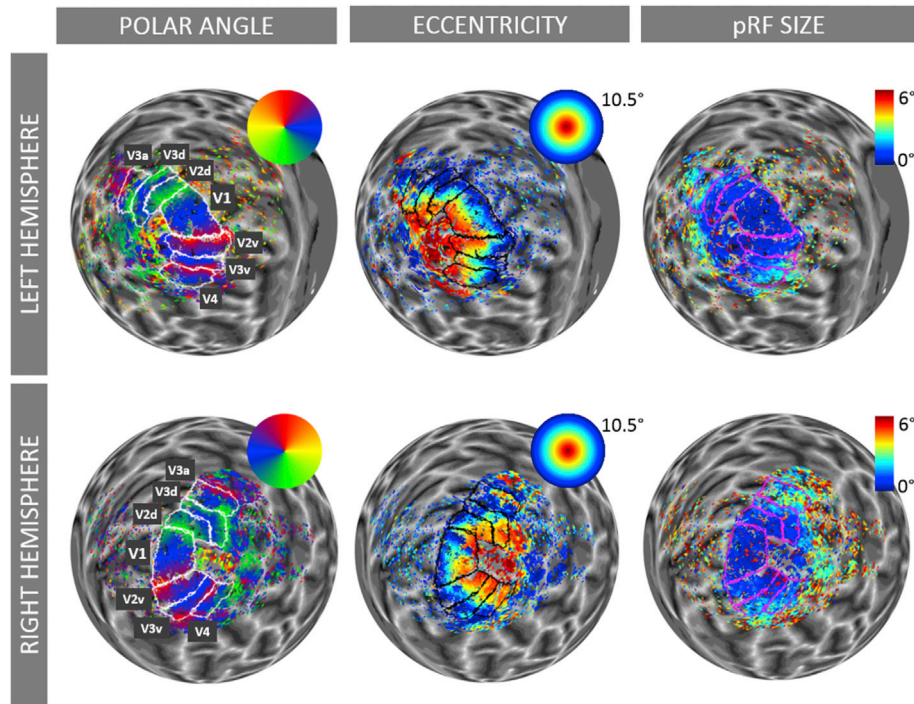 POLAR ANGLE
ECCENTRICITY
pRF SIZE
LEFT HEMISPHERE
V3a
V3d
V2d
V1
V2v
V3v
V4
10.5°
6°
0°
RIGHT HEMISPHERE
V3a
V3d
V2d
V1
V2v
V3v
V4
10.5°
6°
0°